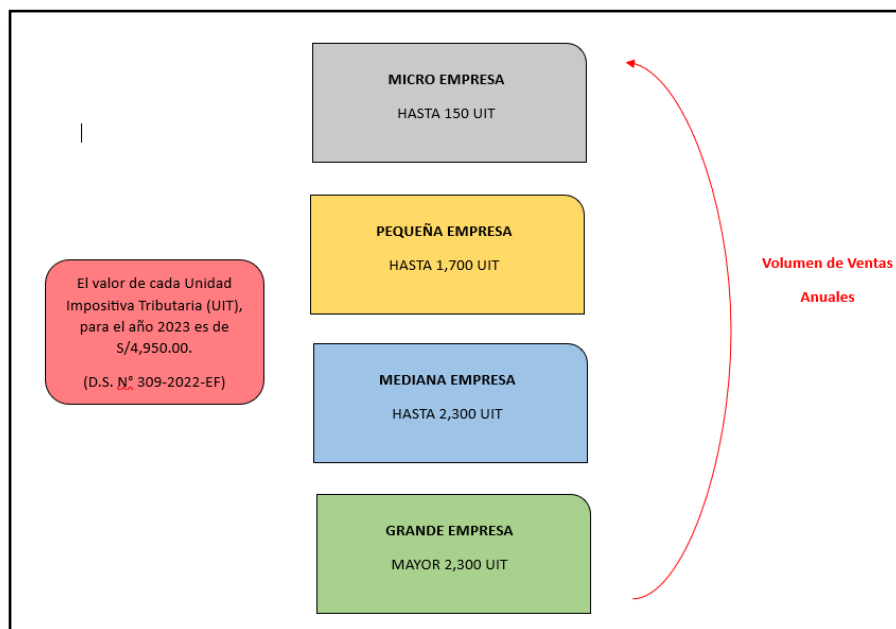 MICRO EMPRESA
HASTA 150 UIT
PEQUEÑA EMPRESA
HASTA 1,700 UIT
Volumen de Ventas
Anuales
El valor de cada Unidad
Impositiva Tributaria (UIT),
para el año 2023 es de
S/4,950.00.
(D.S. N° 309-2022-EF)
MEDIANA EMPRESA
HASTA 2,300 UIT
GRANDE EMPRESA
MAYOR 2,300 UIT